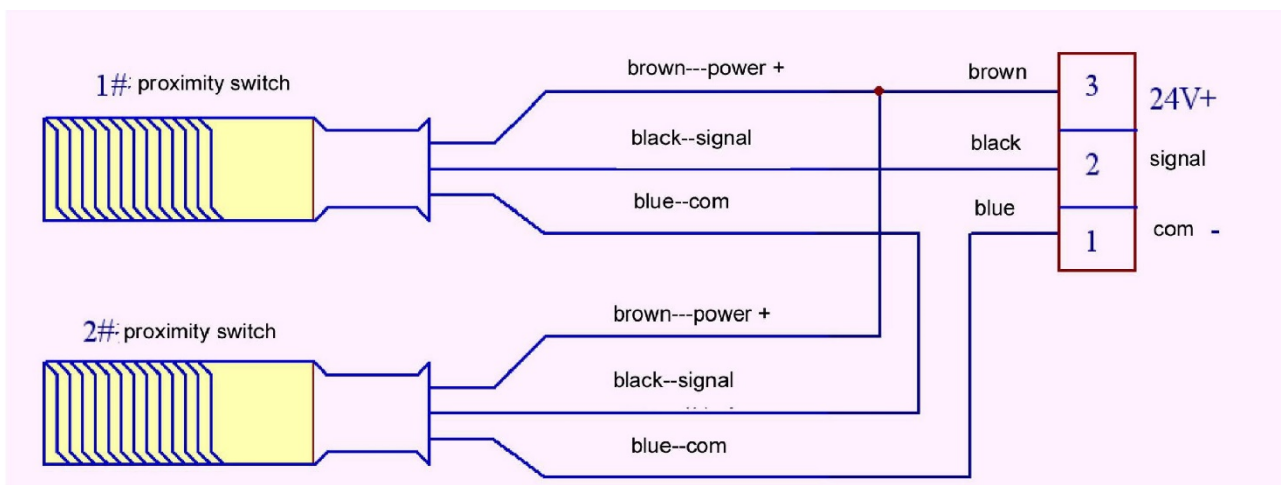 1#: proximity switch
brown---power +
brown
3
24V+
black--signal
black
2
signal
blue--com
blue
1
com -
2#: proximity switch
brown---power +
black--signal
blue--com